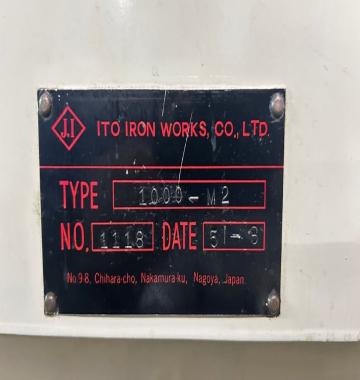 J.I ITO IRON WORKS, CO., LTD.
TYPE 1000-M2
NO. 1118 DATE 51-8
No.9-8, Chihara-cho, Nakamura-ku, Nagoya, Japan.